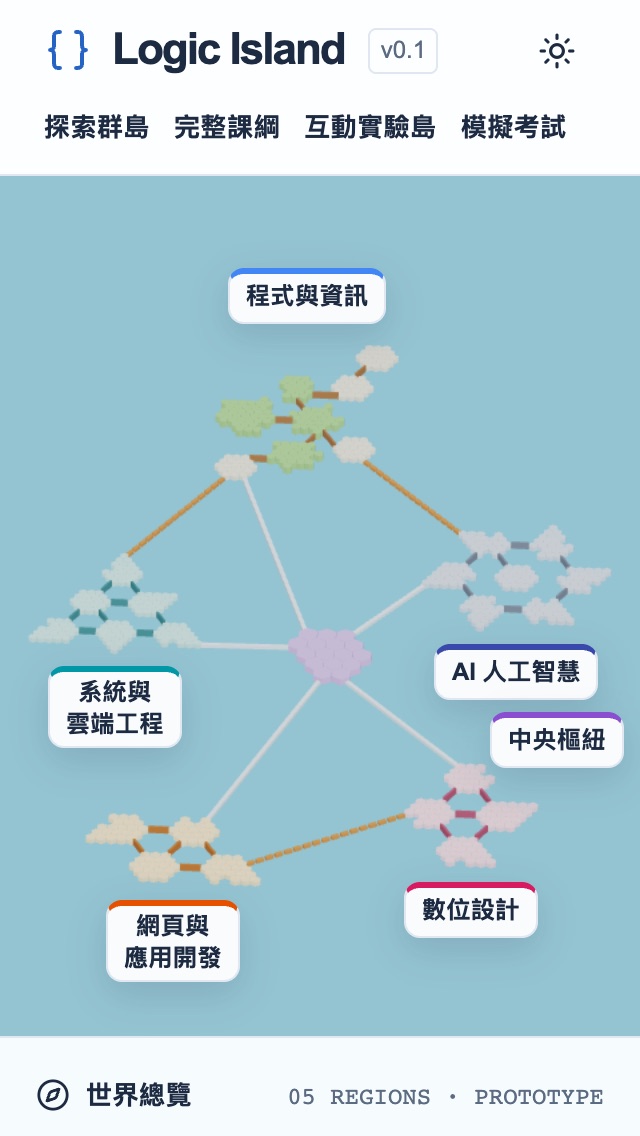 { } Logic Island v0.1
探索群島 完整課綱 互動實驗島 模擬考試
程式與資訊
系統與
雲端工程
AI 人工智慧
中央樞紐
數位設計
網頁與
應用開發
世界總覽 05 REGIONS · PROTOTYPE